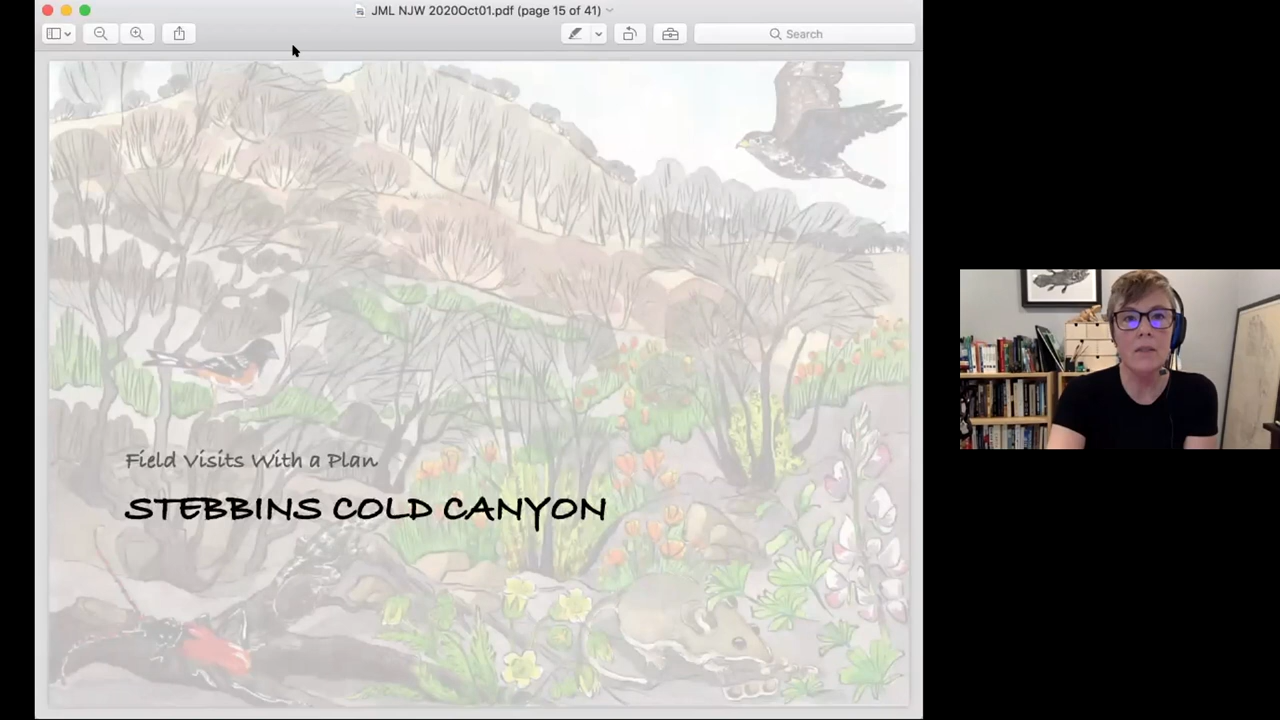 JML NJW 2020Oct01.pdf (page 15 of 41)
Search
Field Visits With a Plan
STEBBINS COLD CANYON